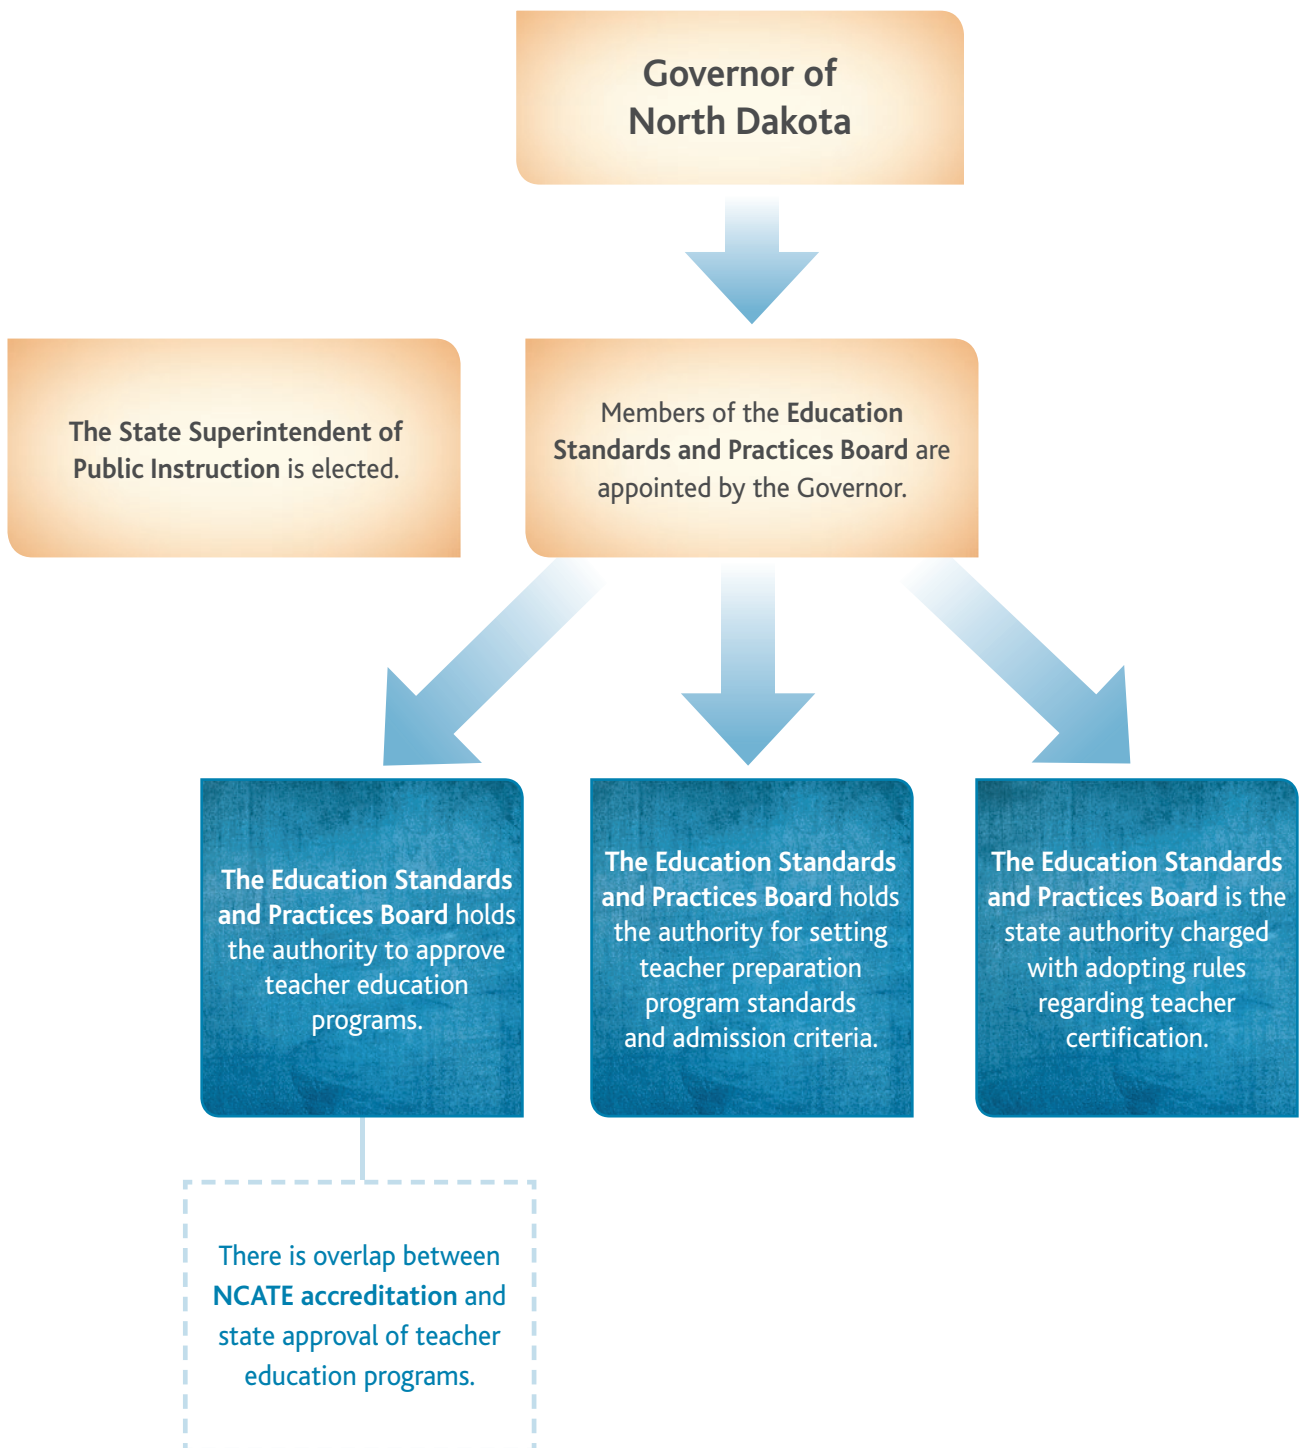 Governor of
North Dakota
The State Superintendent of
Public Instruction is elected.
Members of the Education
Standards and Practices Board are
appointed by the Governor.
The Education Standards
and Practices Board holds
the authority to approve
teacher education
programs.
The Education Standards
and Practices Board holds
the authority for setting
teacher preparation
program standards
and admission criteria.
The Education Standards
and Practices Board is the
state authority charged
with adopting rules
regarding teacher
certification.
There is overlap between
NCATE accreditation and
state approval of teacher
education programs.